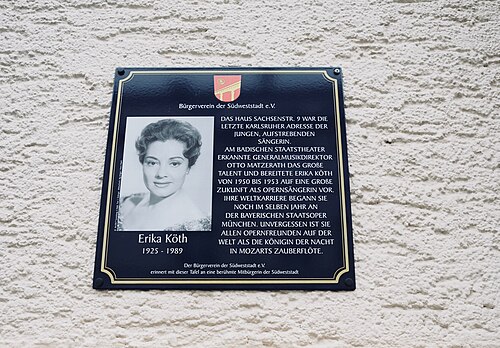 Bürgerverein der Südweststadt e.V.
DAS HAUS SACHSENSTR. 9 WAR DIE
LETZTE KARLSRUHER ADRESSE DER
JUNGEN, AUFSTREBENDEN
SÄNGERIN.
AM BADISCHEN STAATSTHEATER
ERKANNTE GENERALMUSIKDIREKTOR
OTTO MATZERATH DAS GROßE
TALENT UND BEREITETE ERIKA KÖTH
VON 1950 BIS 1953 AUF EINE GROßE
ZUKUNFT ALS OPERNSÄNGERIN VOR.
IHRE WELTKARRIERE BEGANN SIE
NOCH IM SELBEN JAHR AN
DER BAYERISCHEN STAATSOPER
MÜNCHEN. UNVERGESSEN IST SIE
ALLEN OPERNFREUNDEN AUF DER
WELT ALS DIE KÖNIGIN DER NACHT
IN MOZARTS ZAUBERFLÖTE.
Erika Köth
1925 - 1989
Der Bürgerverein der Südweststadt e.V.
erinnert mit dieser Tafel an eine berühmte Mitbürgerin der Südweststadt